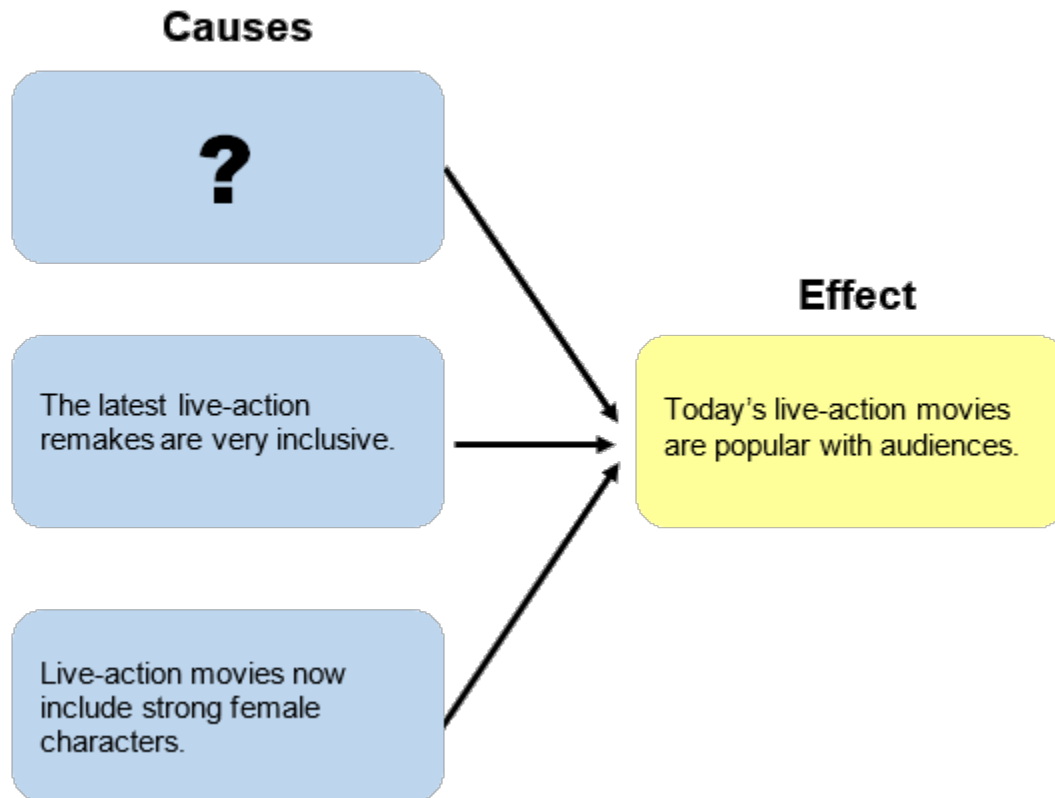 Causes
?
The latest live-action
remakes are very inclusive.
Live-action movies now
include strong female
characters.
Effect
Today’s live-action movies
are popular with audiences.